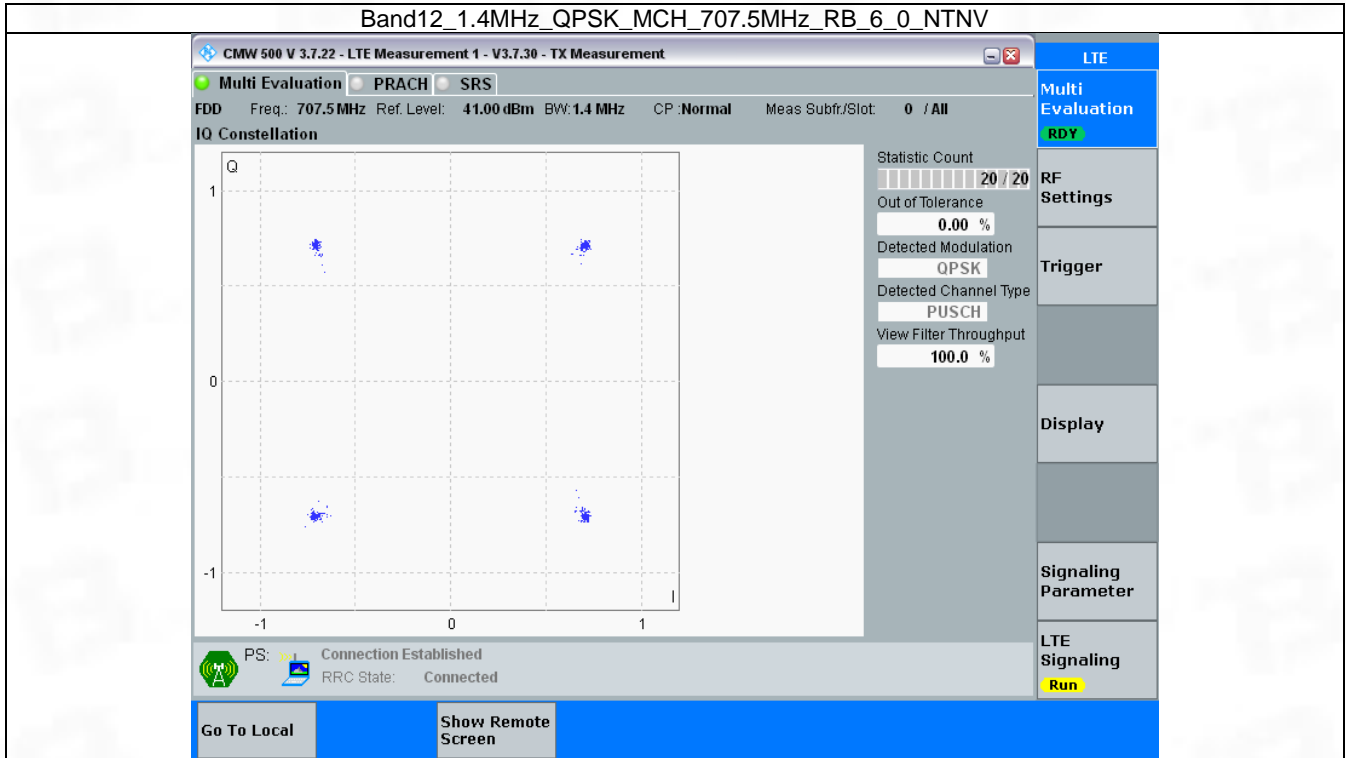 Band12_1.4MHz_QPSK_MCH_707.5MHz_RB_6_0_NTNV
CMW 500 V 3.7.22 - LTE Measurement 1 - V3.7.30 - TX Measurement
LTE
Multi Evaluation PRACH SRS
Multi
Evaluation
RDY
FDD Freq.: 707.5 MHz Ref. Level: 41.00 dBm BW: 1.4 MHz CP :Normal Meas Subfr./Slot: 0 / All
IQ Constellation
Q
1
0
-1
I
-1 0 1
Statistic Count
20 / 20
Out of Tolerance
0.00 %
Detected Modulation
QPSK
Detected Channel Type
PUSCH
View Filter Throughput
100.0 %
RF
Settings
Trigger
Display
Signaling
Parameter
LTE
Signaling
Run
PS: Connection Established
RRC State: Connected
Go To Local
Show Remote
Screen